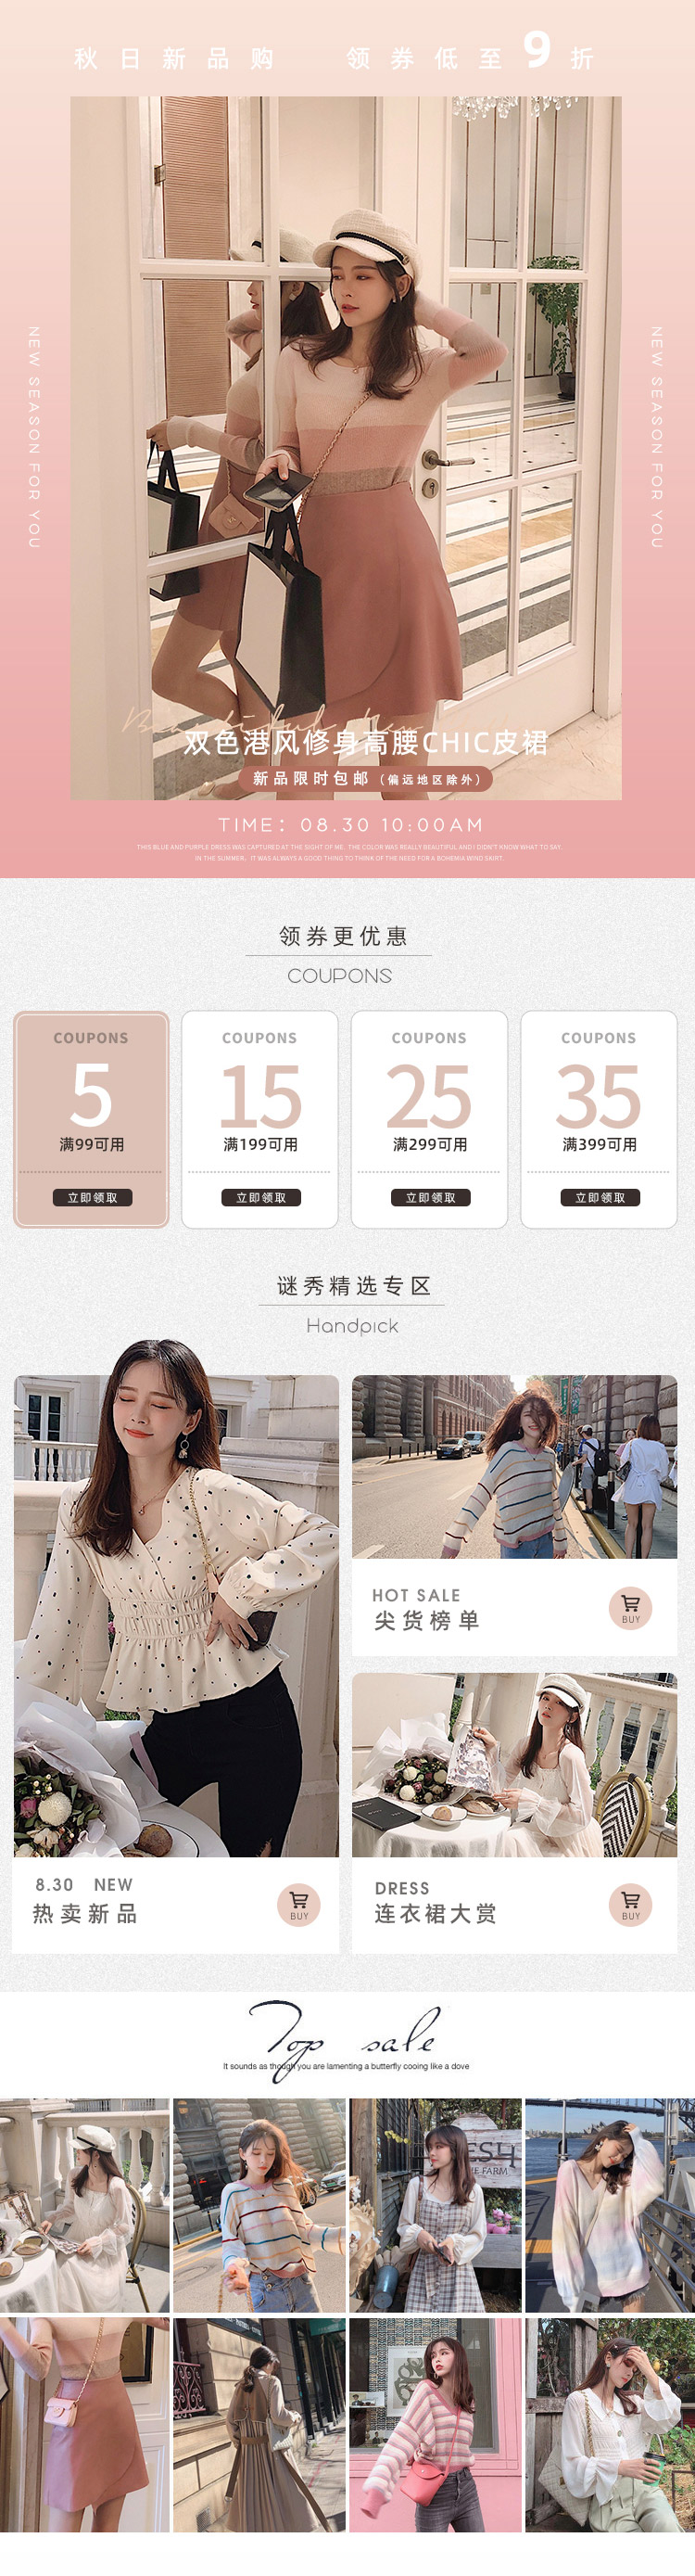 秋日新品购 领券低至9折
NEW SEASON FOR YOU
NEW SEASON FOR YOU
Beautiful New
双色港风修身高腰CHIC皮裙
新品限时包邮（偏远地区除外）
TIME：08.30 10:00AM
THIS BLUE AND PURPLE DRESS WAS CAPTURED AT THE SIGHT OF ME. THE COLOR WAS REALLY BEAUTIFUL AND I DIDN'T KNOW WHAT TO SAY
IN THE SUMMER, IT WAS ALWAYS A GOOD THING TO THINK OF THE NEED FOR A BOHEMIA WIND SKIRT.
领券更优惠
COUPONS
COUPONS
5
满99可用
立即领取
COUPONS
15
满199可用
立即领取
COUPONS
25
满299可用
立即领取
COUPONS
35
满399可用
立即领取
谜秀精选专区
Handpick
HOT SALE
尖货榜单
BUY
8.30 NEW
热卖新品
BUY
DRESS
连衣裙大赏
BUY
Top sale
It sounds as though you are lamenting a butterfly cooing like a dove
ESH
FARM